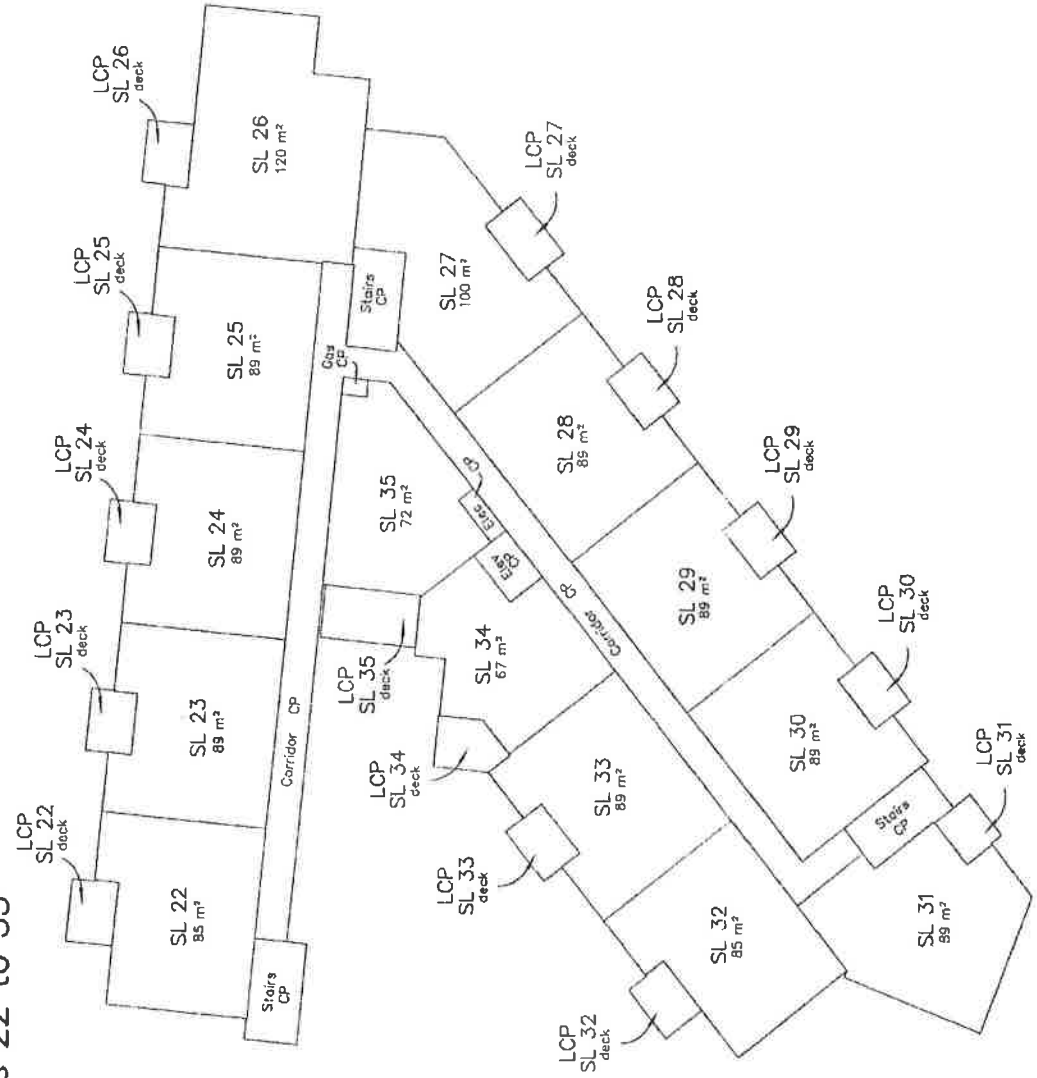 s 22 to 35
LCP
SL 22
deck
LCP
SL 23
deck
LCP
SL 24
deck
LCP
SL 25
deck
LCP
SL 26
deck
SL 22
85 m²
SL 23
89 m²
SL 24
89 m²
SL 25
89 m²
SL 26
120 m²
Stairs
CP
Corridor CP
Gas
CP
Stairs
CP
SL 27
100 m²
LCP
SL 27
deck
LCP
SL 35
deck
SL 35
72 m²
Elec CP
Elev
CP
SL 28
89 m²
LCP
SL 28
deck
LCP
SL 34
deck
SL 34
67 m²
Corridor CP
SL 29
89 m²
LCP
SL 29
deck
LCP
SL 33
deck
SL 33
89 m²
SL 30
89 m²
LCP
SL 30
deck
LCP
SL 32
deck
SL 32
85 m²
Stairs
CP
SL 31
89 m²
LCP
SL 31
deck